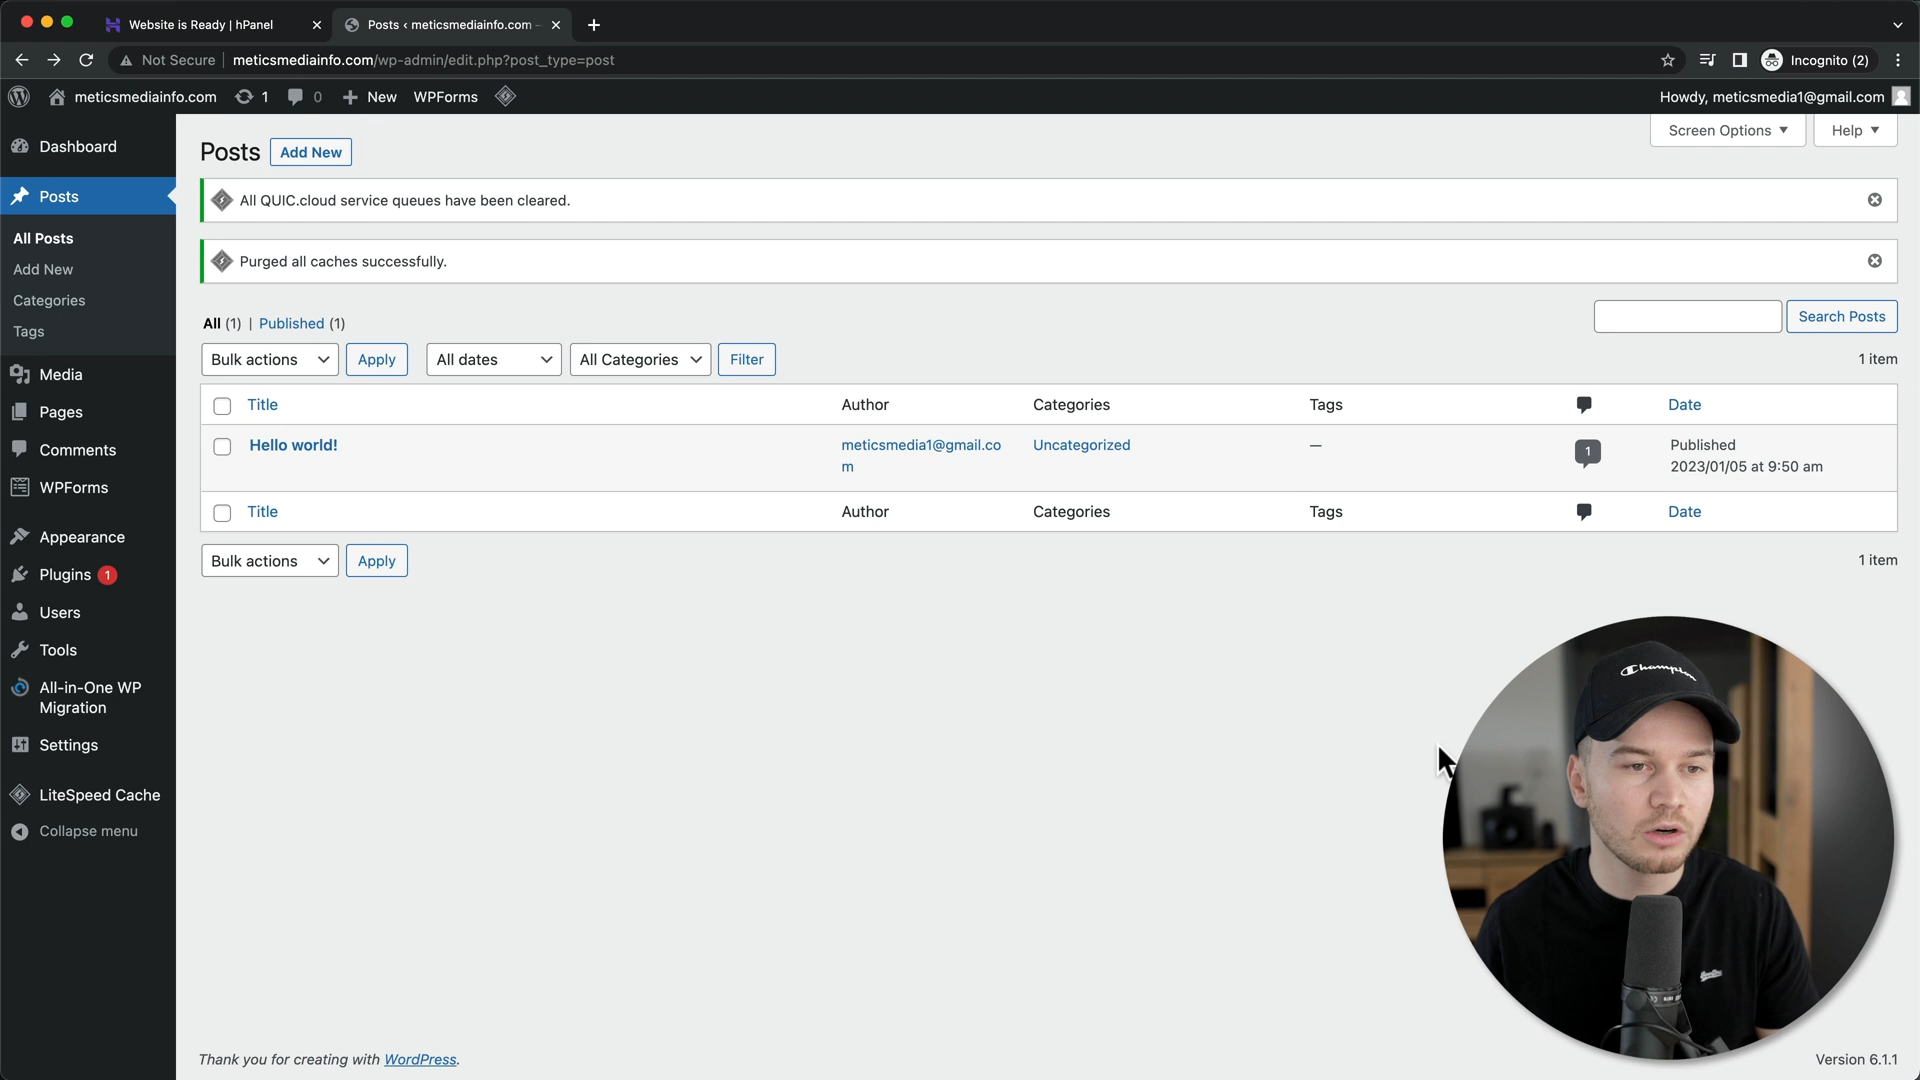 Website is Ready | hPanel
Posts ‹ meticsmediainfo.com –
Not Secure
meticsmediainfo.com/wp-admin/edit.php?post_type=post
Incognito (2)
meticsmediainfo.com
1
0
New
WPForms
Howdy, meticsmedia1@gmail.com
Dashboard
Posts
All Posts
Add New
Categories
Tags
Media
Pages
Comments
WPForms
Appearance
Plugins 1
Users
Tools
All-in-One WP
Migration
Settings
LiteSpeed Cache
Collapse menu
Screen Options
Help
Posts
Add New
All QUIC.cloud service queues have been cleared.
Purged all caches successfully.
All (1) | Published (1)
Search Posts
Bulk actions
Apply
All dates
All Categories
Filter
1 item
Title Author Categories Tags Date
Hello world!
meticsmedia1@gmail.co
m
Uncategorized
—
1
Published
2023/01/05 at 9:50 am
Title Author Categories Tags Date
Bulk actions
Apply
1 item
Champion
Thank you for creating with WordPress.
Version 6.1.1